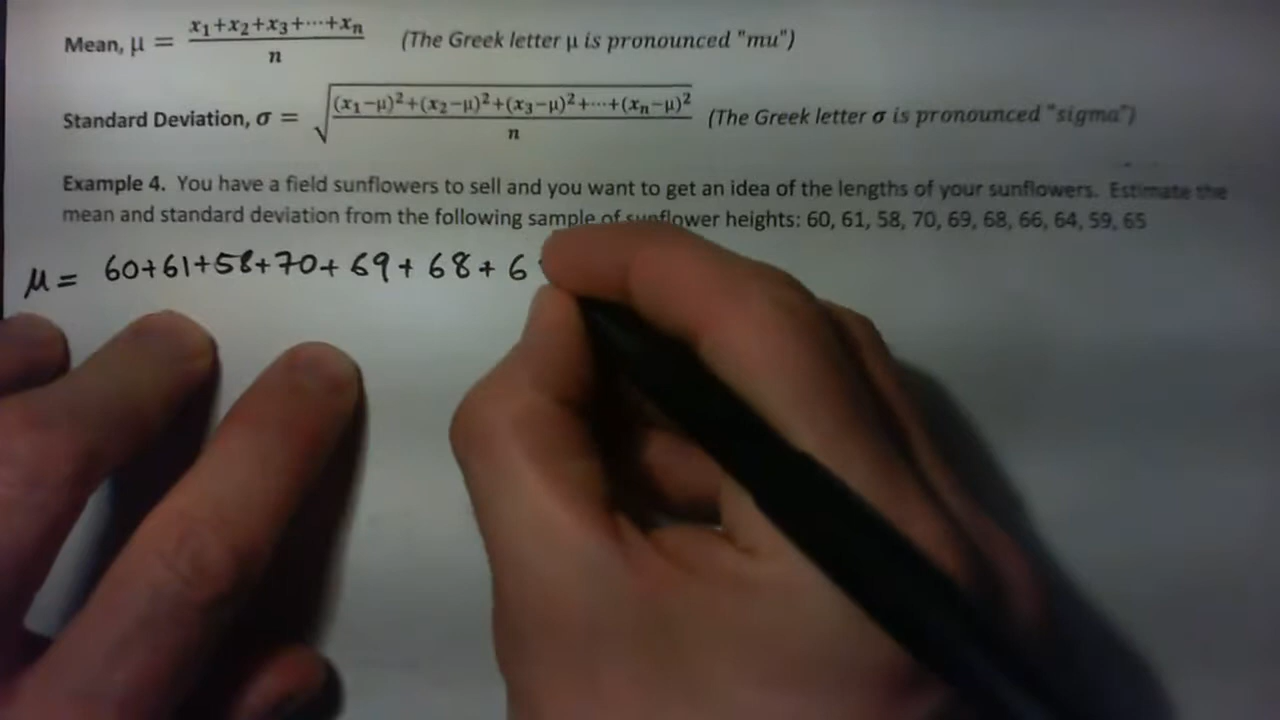 Mean, μ = x₁+x₂+x₃+⋯+xₙ / n (The Greek letter μ is pronounced "mu")
Standard Deviation, σ = √((x₁−μ)²+(x₂−μ)²+(x₃−μ)²+⋯+(xₙ−μ)² / n) (The Greek letter σ is pronounced "sigma")
Example 4. You have a field sunflowers to sell and you want to get an idea of the lengths of your sunflowers. Estimate the
mean and standard deviation from the following sample of sunflower heights: 60, 61, 58, 70, 69, 68, 66, 64, 59, 65
μ = 60+61+58+70+69+68+6